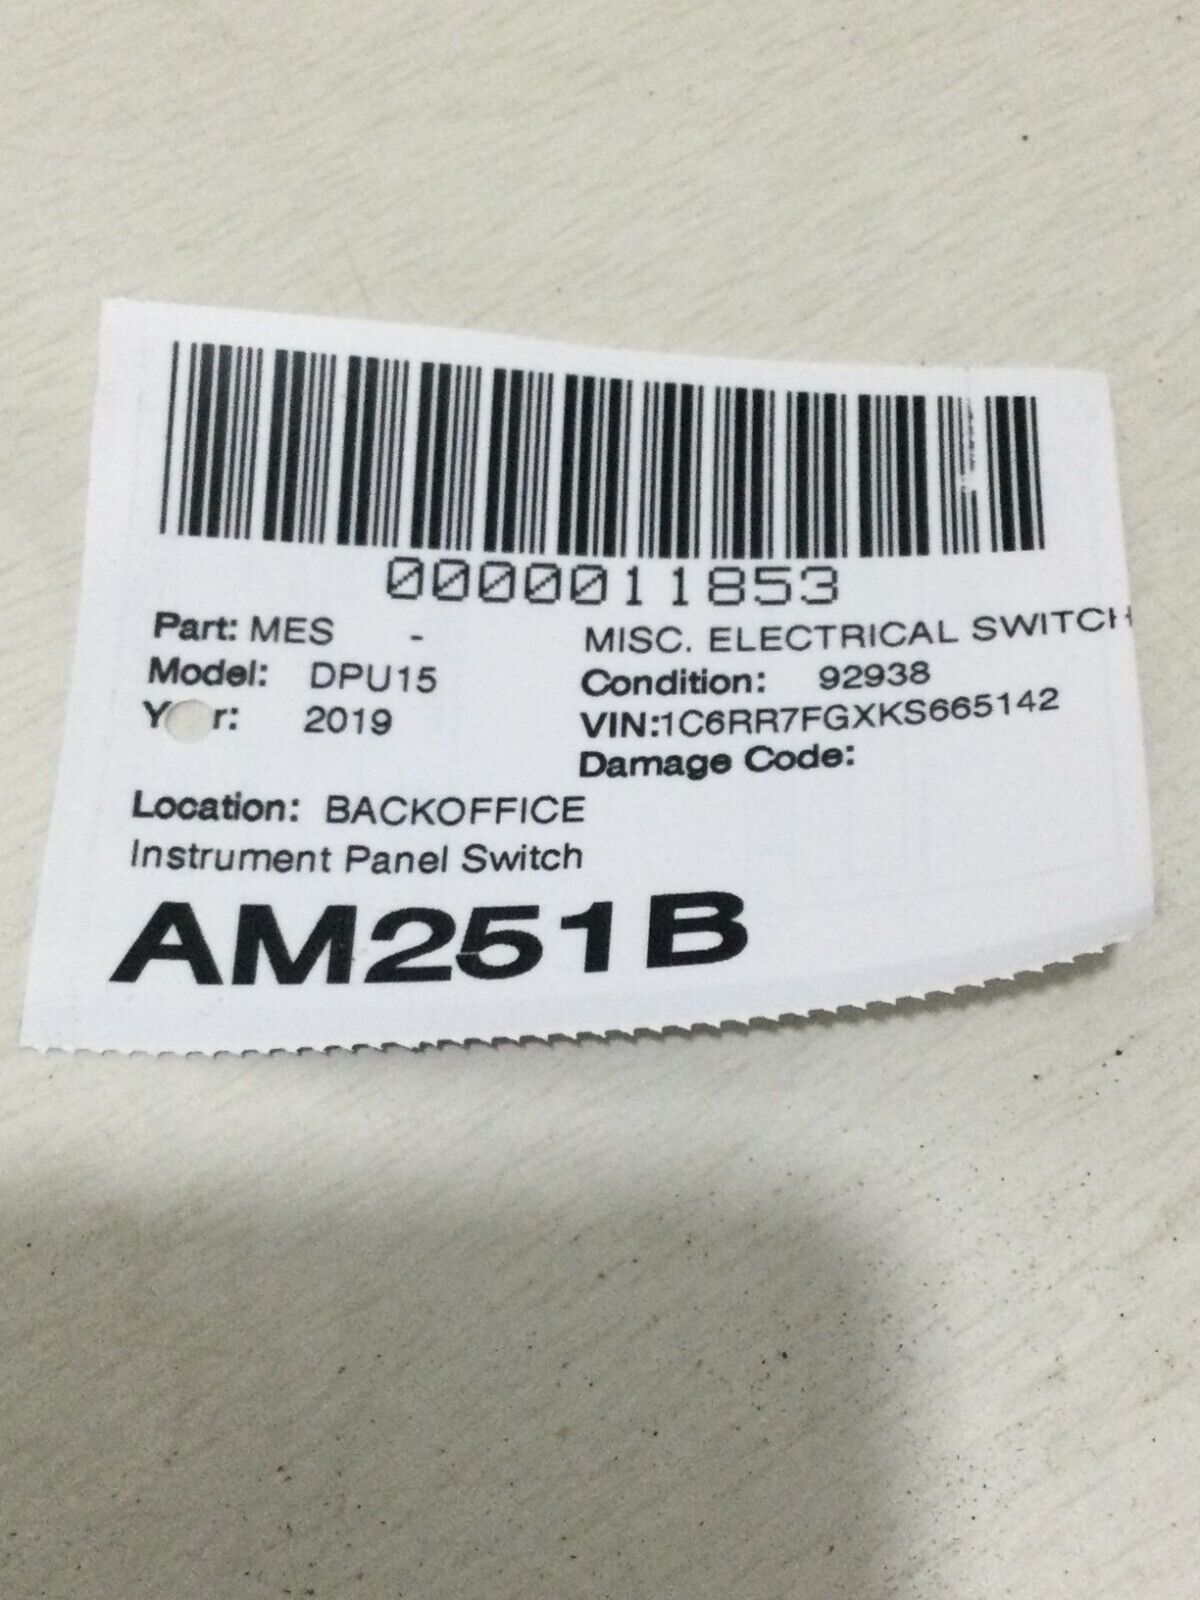 0000011853
Part: MES - MISC. ELECTRICAL SWITCH
Model: DPU15 Condition: 92938
Y r: 2019 VIN:1C6RR7FGXKS665142
Damage Code:
Location: BACKOFFICE
Instrument Panel Switch
AM251B